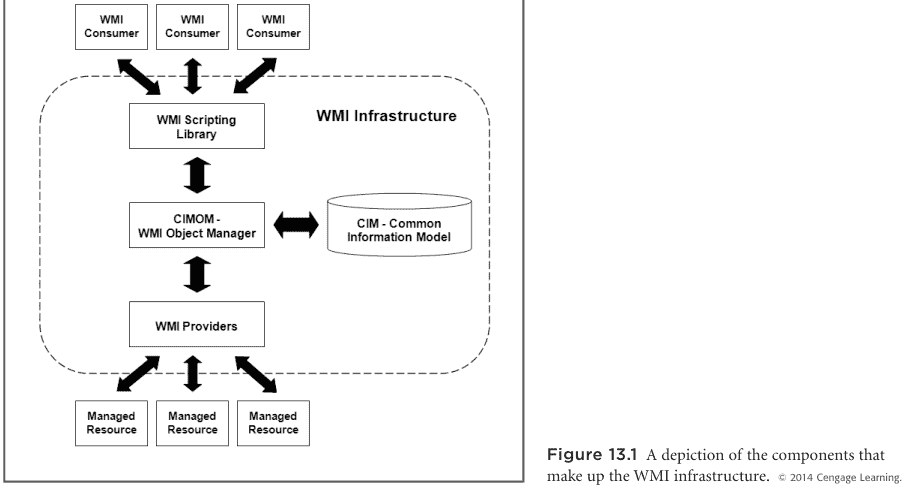 WMI
Consumer
WMI
Consumer
WMI
Consumer
WMI Scripting
Library
WMI Infrastructure
CIMOM -
WMI Object Manager
CIM - Common
Information Model
WMI Providers
Managed
Resource
Managed
Resource
Managed
Resource
Figure 13.1 A depiction of the components that
make up the WMI infrastructure. © 2014 Cengage Learning.